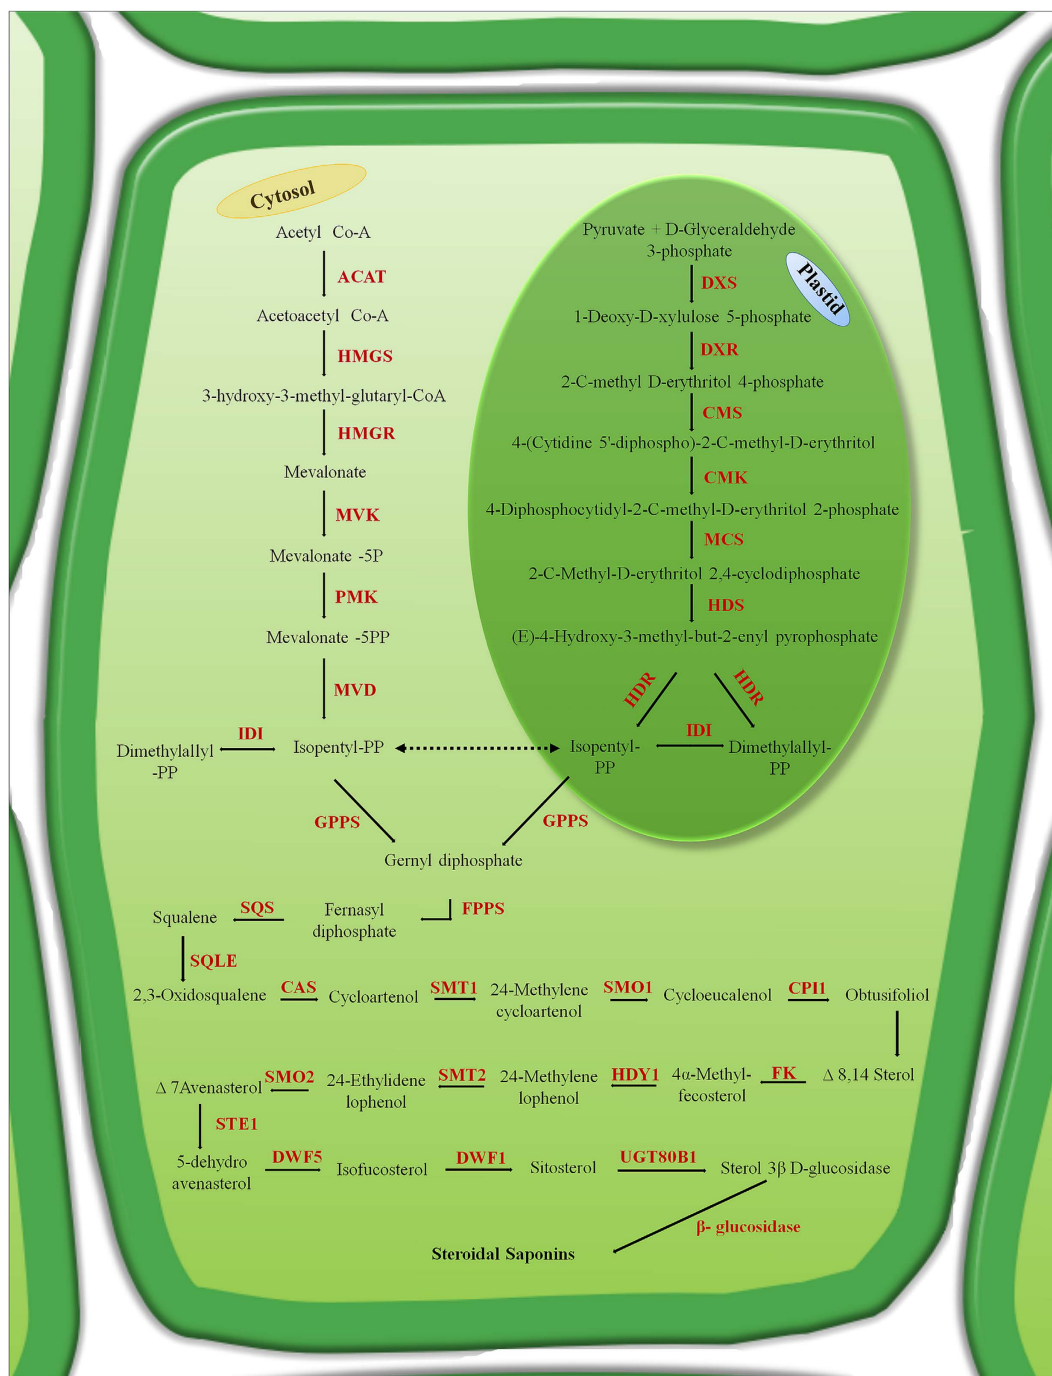 Cytosol
Acetyl Co-A
ACAT
Acetoacetyl Co-A
HMGS
3-hydroxy-3-methyl-glutaryl-CoA
HMGR
Mevalonate
MVK
Mevalonate -5P
PMK
Mevalonate -5PP
MVD
IDI
Dimethylallyl
-PP
Isopentyl-PP
Plastid
Pyruvate + D-Glyceraldehyde
3-phosphate
DXS
1-Deoxy-D-xylulose 5-phosphate
DXR
2-C-methyl D-erythritol 4-phosphate
CMS
4-(Cytidine 5'-diphospho)-2-C-methyl-D-erythritol
CMK
4-Diphosphocytidyl-2-C-methyl-D-erythritol 2-phosphate
MCS
2-C-Methyl-D-erythritol 2,4-cyclodiphosphate
HDS
(E)-4-Hydroxy-3-methyl-but-2-enyl pyrophosphate
HDR
HDR
Isopentyl-
PP
IDI
Dimethylallyl-
PP
GPPS
GPPS
Gernyl diphosphate
FPPS
Fernasyl
diphosphate
SQS
Squalene
SQLE
2,3-Oxidosqualene
CAS
Cycloartenol
SMT1
24-Methylene
cycloartenol
SMO1
Cycloeucalenol
CPI1
Obtusifoliol
Δ 8,14 Sterol
FK
4α-Methyl-
fecosterol
HDY1
24-Methylene
lophenol
SMT2
24-Ethylidene
lophenol
SMO2
Δ 7Avenasterol
STE1
5-dehydro
avenasterol
DWF5
Isofucosterol
DWF1
Sitosterol
UGT80B1
Sterol 3β D-glucosidase
β- glucosidase
Steroidal Saponins